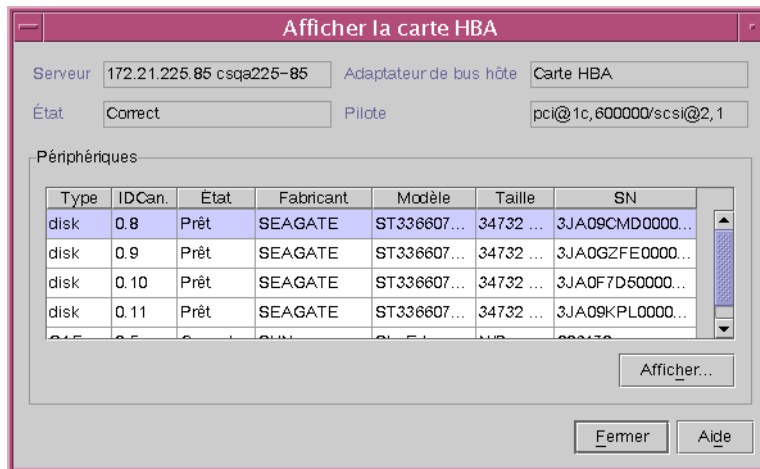 Afficher la carte HBA
Serveur 172.21.225.85 csqa225-85 Adaptateur de bus hôte Carte HBA
État Correct Pilote pci@1c,600000/scsi@2,1
Périphériques
Type IDCan. État Fabricant Modèle Taille SN
disk 0.8 Prêt SEAGATE ST336607... 34732 ... 3JA09CMD0000...
disk 0.9 Prêt SEAGATE ST336607... 34732 ... 3JA0GZFE0000...
disk 0.10 Prêt SEAGATE ST336607... 34732 ... 3JA0F7D50000...
disk 0.11 Prêt SEAGATE ST336607... 34732 ... 3JA09KPL0000...
Afficher...
Fermer Aide